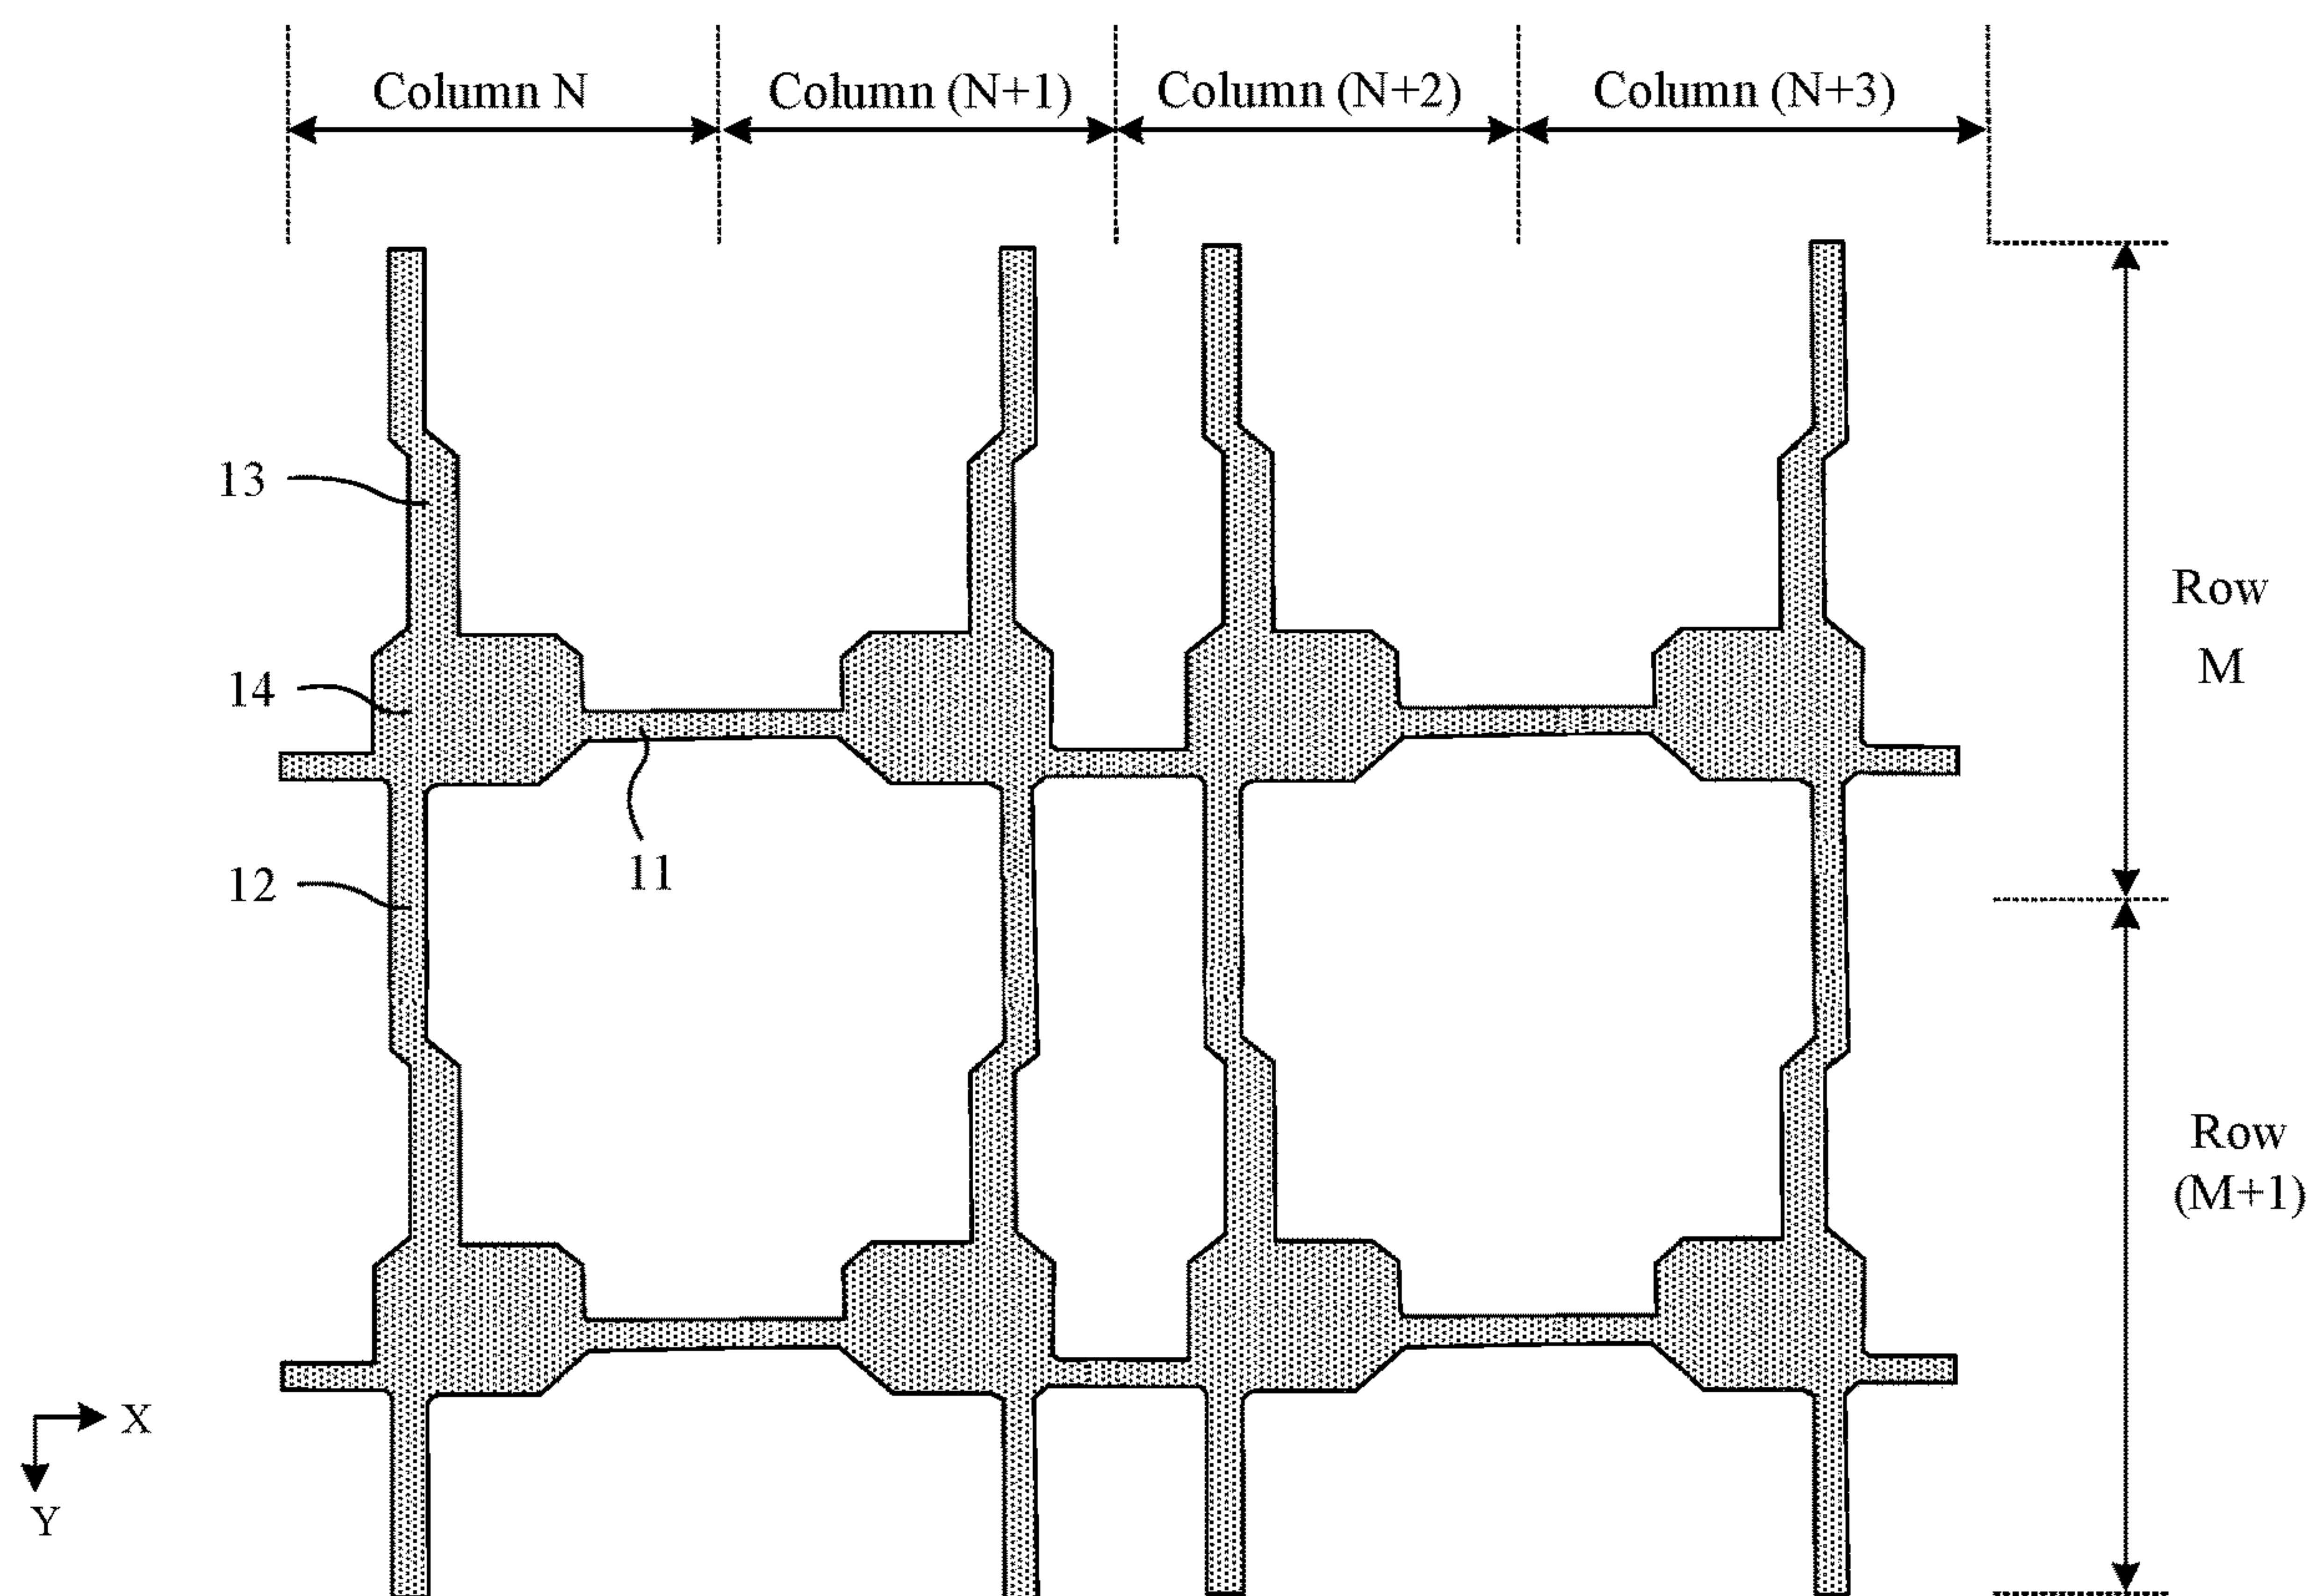 Column N
Column (N+1)
Column (N+2)
Column (N+3)
13
Row
M
14
11
12
Row
(M+1)
X
Y